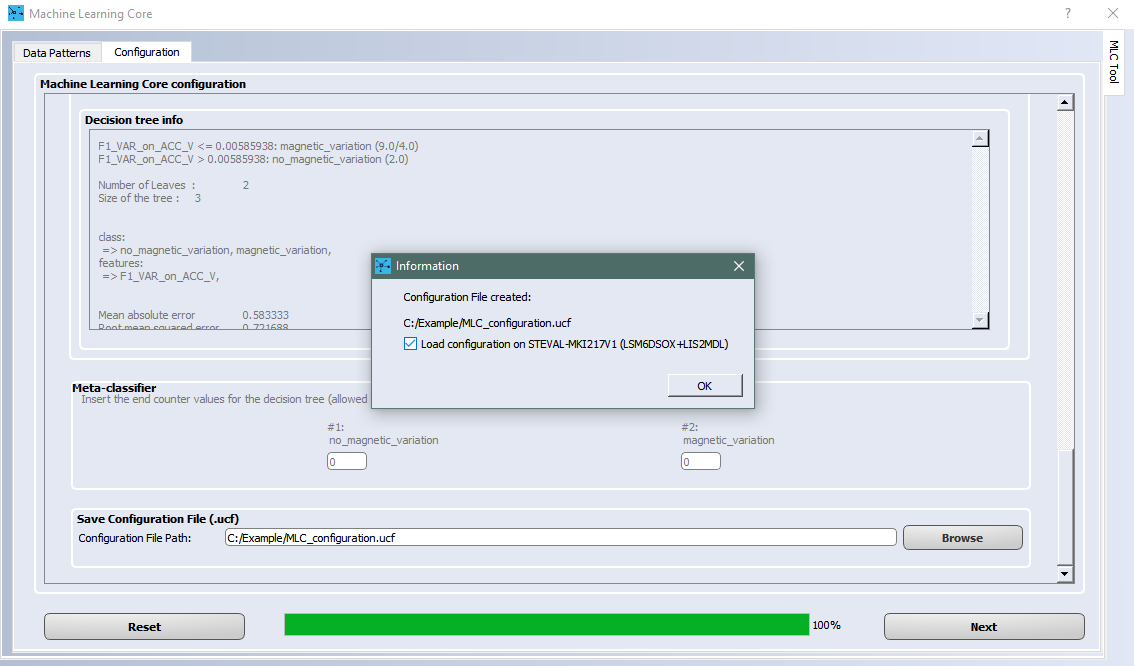 Machine Learning Core
?
MLC Tool
Data Patterns
Configuration
Machine Learning Core configuration
Decision tree info
F1_VAR_on_ACC_V <= 0.00585938: magnetic_variation (9.0/4.0)
F1_VAR_on_ACC_V > 0.00585938: no_magnetic_variation (2.0)
Number of Leaves : 2
Size of the tree : 3
class:
=> no_magnetic_variation, magnetic_variation,
features:
=> F1_VAR_on_ACC_V,
Mean absolute error 0.583333
Root mean squared error 0.721688
Information
Configuration File created:
C:/Example/MLC_configuration.ucf
Load configuration on STEVAL-MKI217V1 (LSM6DSOX+LIS2MDL)
OK
Meta-classifier
Insert the end counter values for the decision tree (allowed
#1:
no_magnetic_variation
0
#2:
magnetic_variation
0
Save Configuration File (.ucf)
Configuration File Path: C:/Example/MLC_configuration.ucf Browse
Reset
100%
Next